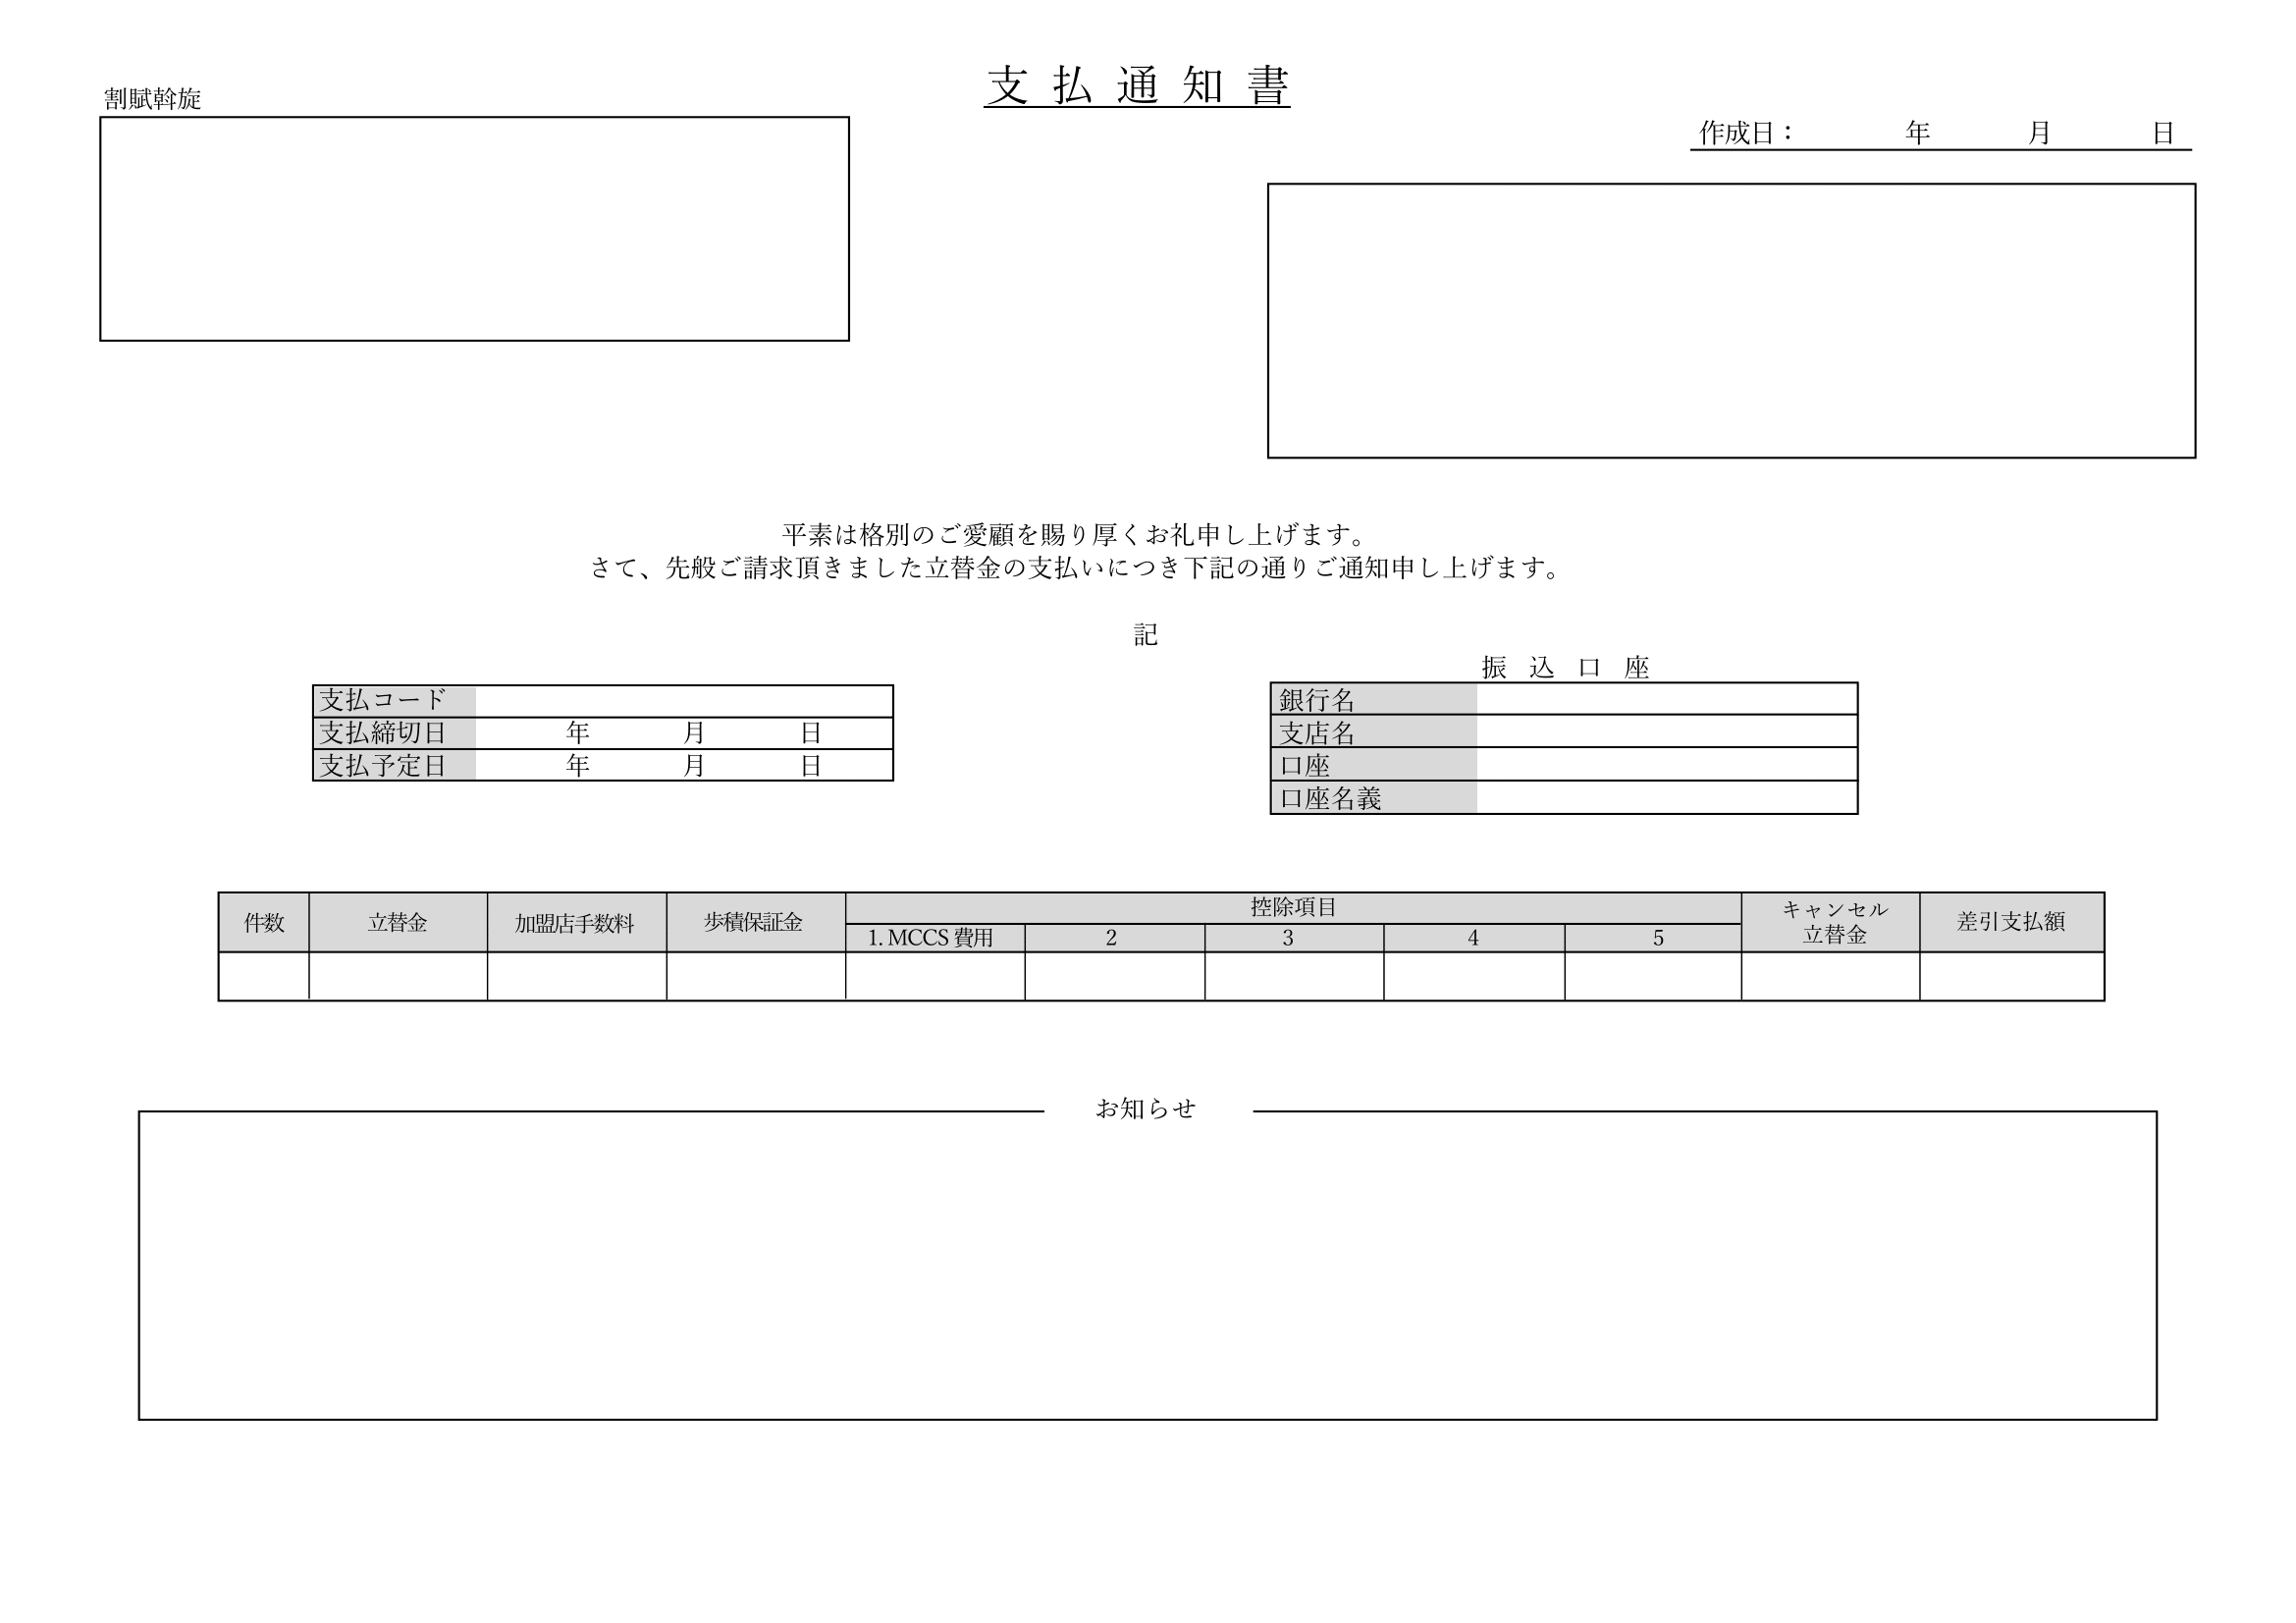 支払通知書
割賦斡旋
作成日： 年 月 日
平素は格別のご愛顧を賜り厚くお礼申し上げます。
さて、先般ご請求頂きました立替金の支払いにつき下記の通りご通知申し上げます。
記
支払コード
支払締切日 年 月 日
支払予定日 年 月 日
振込口座
銀行名
支店名
口座
口座名義
件数 立替金 加盟店手数料 歩積保証金 控除項目 キャンセル 差引支払額
立替金
1. MCCS 費用 2 3 4 5
お知らせ